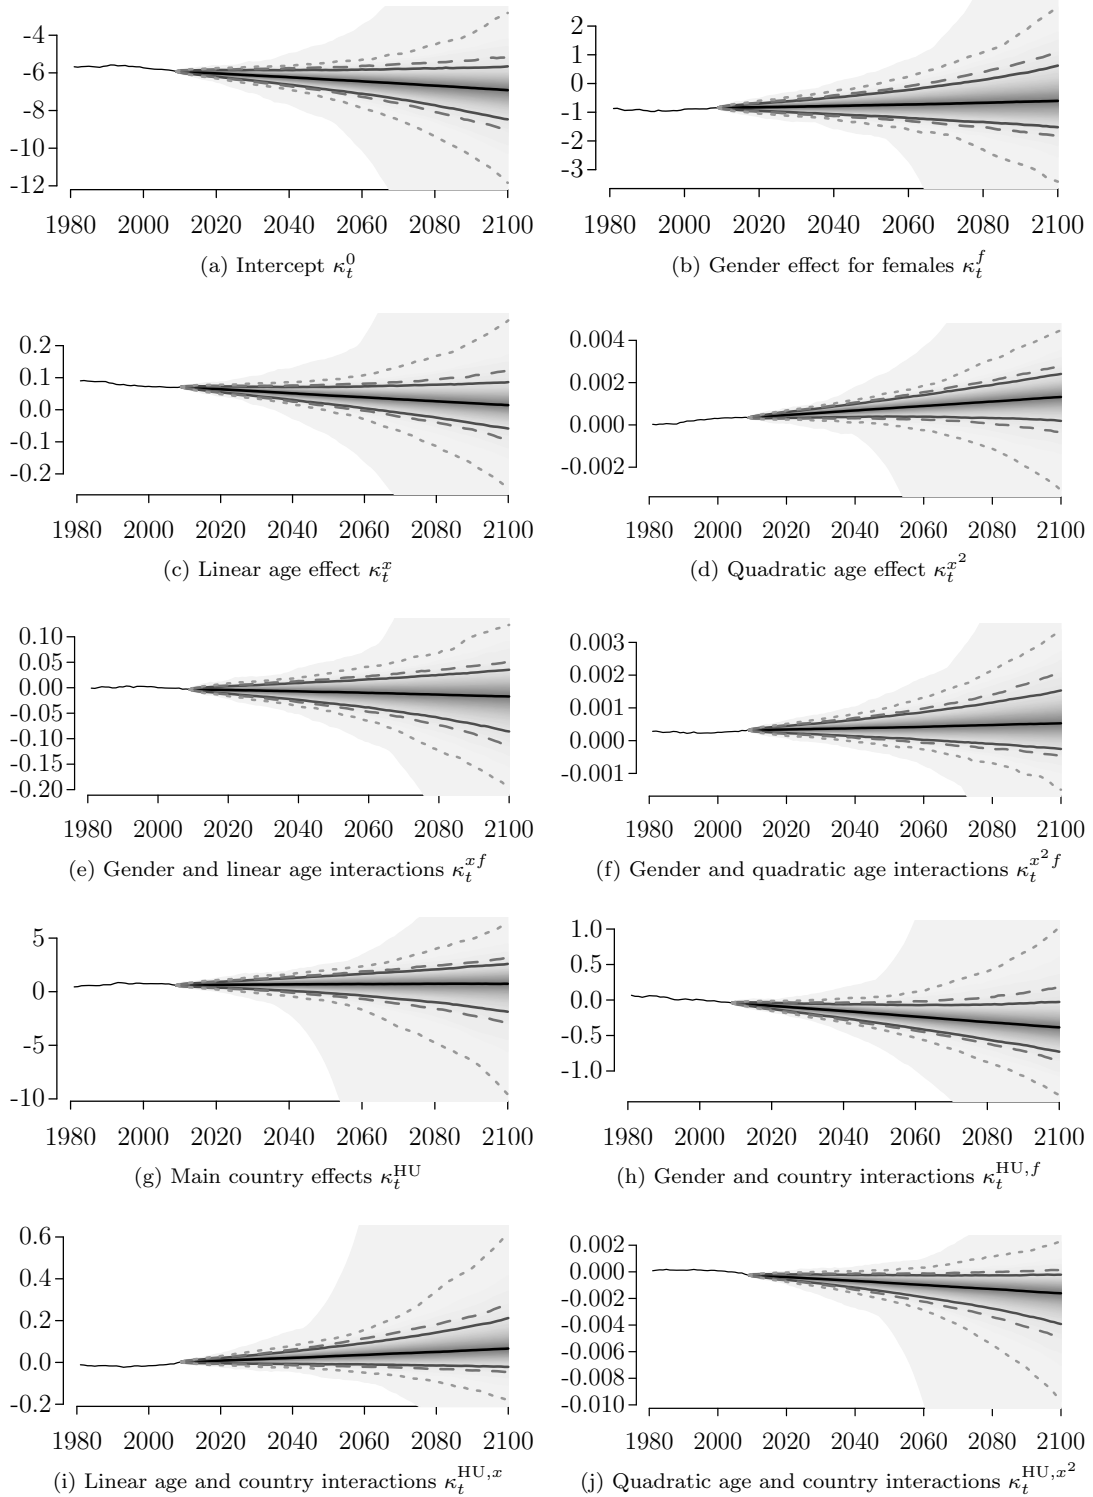 -4
-6
-8
-10
-12
1980 2000 2020 2040 2060 2080 2100
(a) Intercept κ_t^0
2
1
0
-1
-2
-3
1980 2000 2020 2040 2060 2080 2100
(b) Gender effect for females κ_t^f
0.2
0.1
0.0
-0.1
-0.2
1980 2000 2020 2040 2060 2080 2100
(c) Linear age effect κ_t^x
0.004
0.002
0.000
-0.002
1980 2000 2020 2040 2060 2080 2100
(d) Quadratic age effect κ_t^{x^2}
0.10
0.05
0.00
-0.05
-0.10
-0.15
-0.20
1980 2000 2020 2040 2060 2080 2100
(e) Gender and linear age interactions κ_t^{xf}
0.003
0.002
0.001
0.000
-0.001
1980 2000 2020 2040 2060 2080 2100
(f) Gender and quadratic age interactions κ_t^{x^2 f}
5
0
-5
-10
1980 2000 2020 2040 2060 2080 2100
(g) Main country effects κ_t^{HU}
1.0
0.5
0.0
-0.5
-1.0
1980 2000 2020 2040 2060 2080 2100
(h) Gender and country interactions κ_t^{HU,f}
0.6
0.4
0.2
0.0
-0.2
1980 2000 2020 2040 2060 2080 2100
(i) Linear age and country interactions κ_t^{HU,x}
0.002
0.000
-0.002
-0.004
-0.006
-0.008
-0.010
1980 2000 2020 2040 2060 2080 2100
(j) Quadratic age and country interactions κ_t^{HU,x^2}